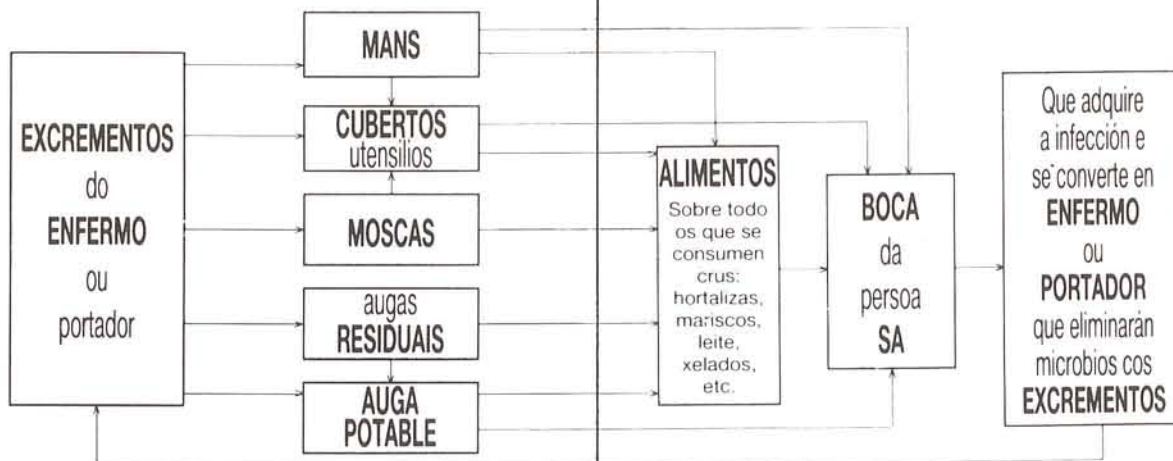 EXCREMENTOS
do
ENFERMO
ou
portador
MANS
CUBERTOS
utensilios
MOSCAS
augas
RESIDUAIS
AUGA
POTABLE
ALIMENTOS
Sobre todo
os que se
consumen
crus:
hortalizas,
mariscos,
leite,
xelados,
etc.
BOCA
da
persoa
SA
Que adquire
a infección e
se converte en
ENFERMO
ou
PORTADOR
que eliminarán
microbios cos
EXCREMENTOS